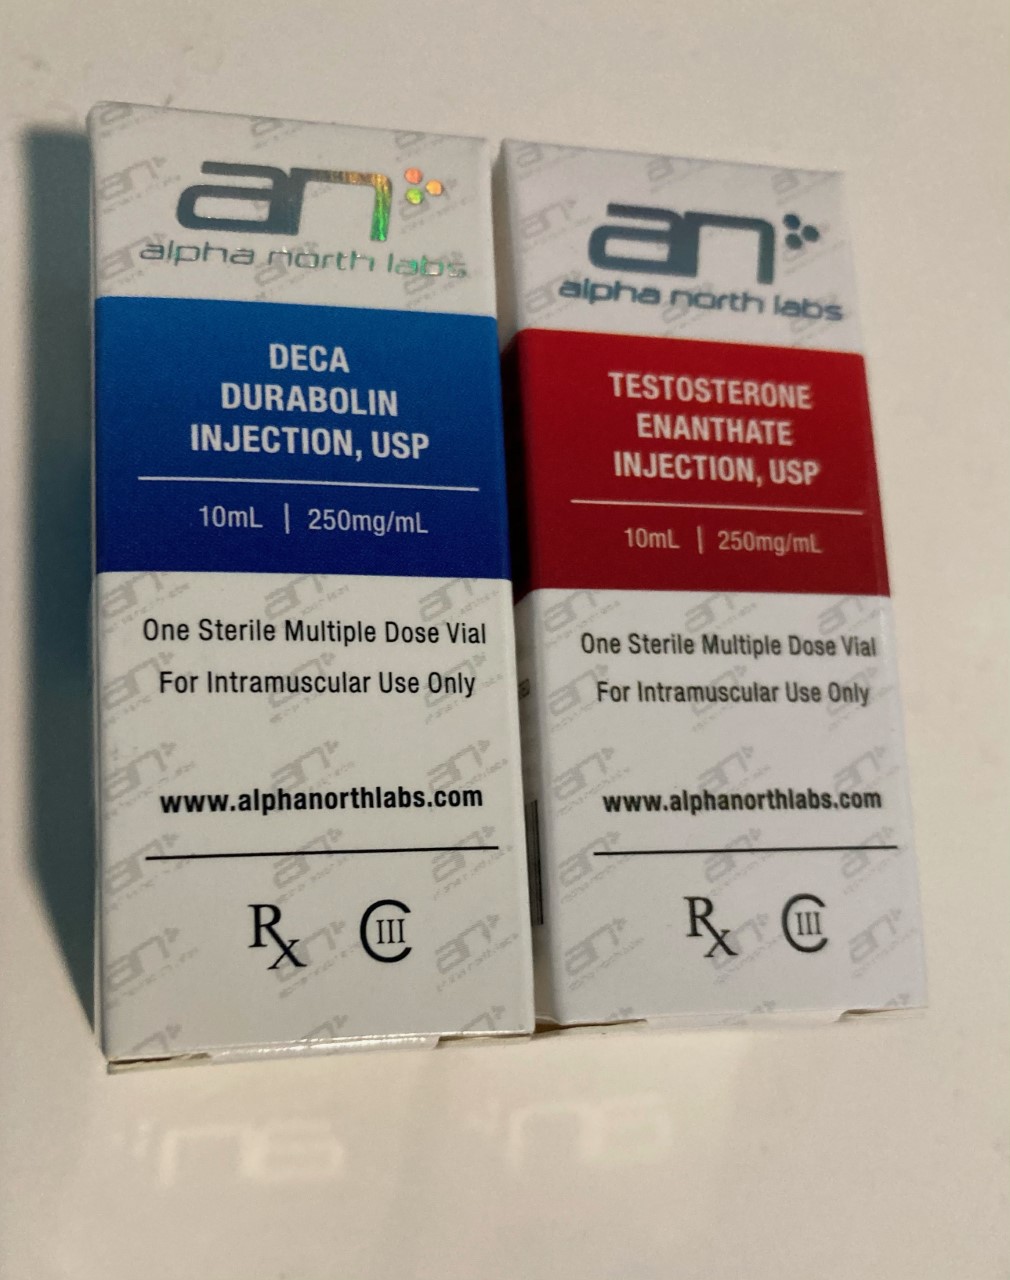 an
alpha north labs
DECA
DURABOLIN
INJECTION, USP
10mL | 250mg/mL
One Sterile Multiple Dose Vial
For Intramuscular Use Only
www.alphanorthlabs.com
Rx CIII
an
alpha north labs
TESTOSTERONE
ENANTHATE
INJECTION, USP
10mL | 250mg/mL
One Sterile Multiple Dose Vial
For Intramuscular Use Only
www.alphanorthlabs.com
Rx CIII